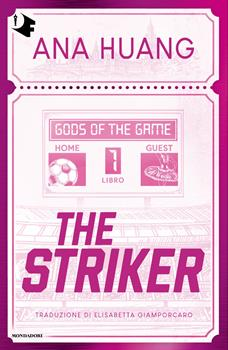 ANA HUANG
GODS OF THE GAME
HOME
GUEST
1
LIBRO
THE
STRIKER
TRADUZIONE DI ELISABETTA GIAMPORCARO
MONDADORI